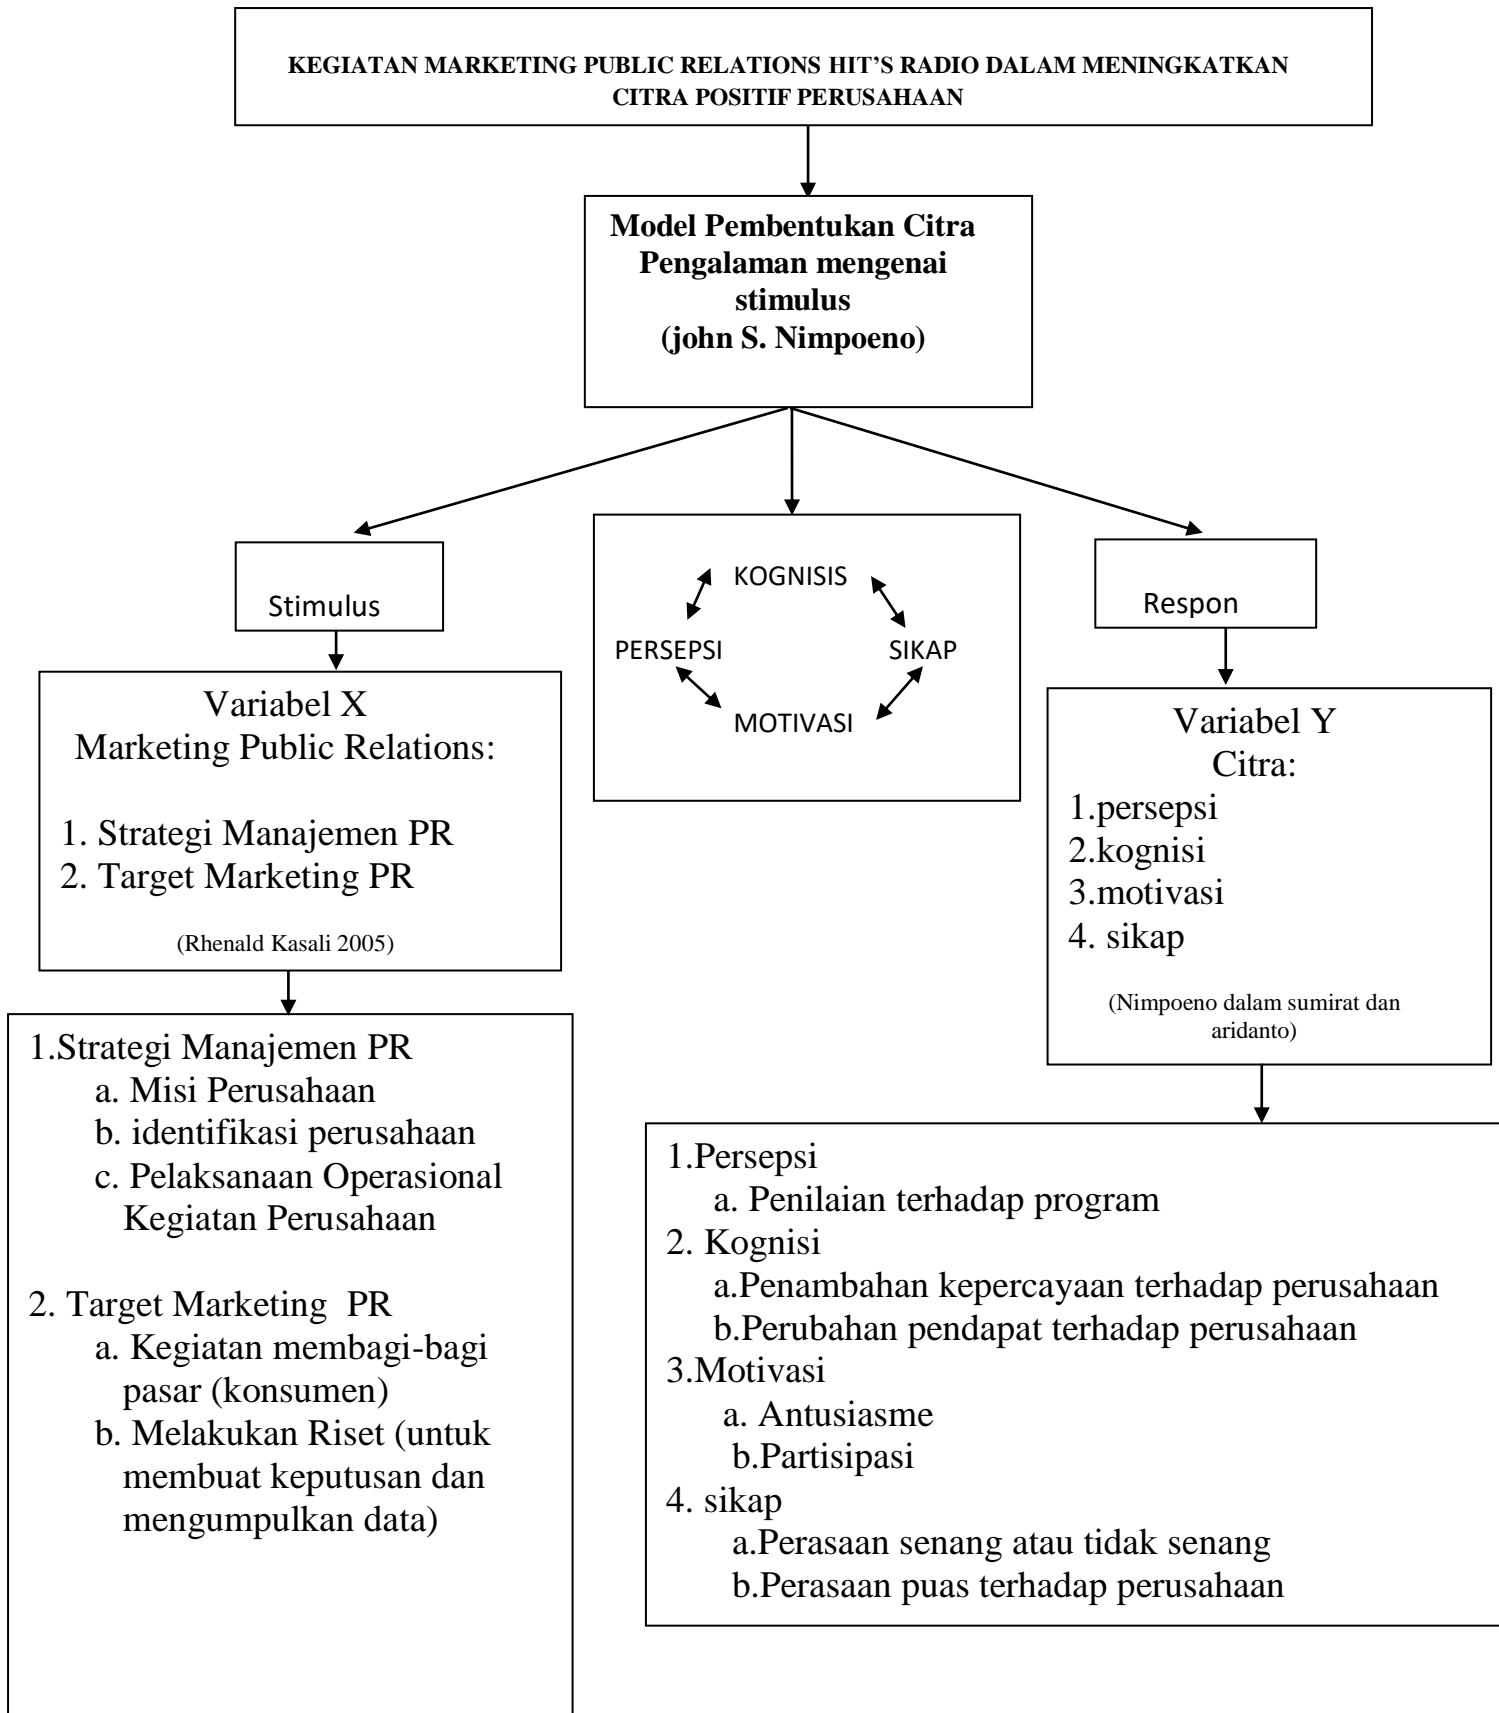 KEGIATAN MARKETING PUBLIC RELATIONS HIT’S RADIO DALAM MENINGKATKAN
CITRA POSITIF PERUSAHAAN
Model Pembentukan Citra
Pengalaman mengenai
stimulus
(john S. Nimpoeno)
Stimulus
KOGNISIS
PERSEPSI
SIKAP
MOTIVASI
Respon
Variabel X
Marketing Public Relations:
1. Strategi Manajemen PR
2. Target Marketing PR
(Rhenald Kasali 2005)
Variabel Y
Citra:
1.persepsi
2.kognisi
3.motivasi
4. sikap
(Nimpoeno dalam sumirat dan
aridanto)
1.Strategi Manajemen PR
a. Misi Perusahaan
b. identifikasi perusahaan
c. Pelaksanaan Operasional
Kegiatan Perusahaan
2. Target Marketing PR
a. Kegiatan membagi-bagi
pasar (konsumen)
b. Melakukan Riset (untuk
membuat keputusan dan
mengumpulkan data)
1.Persepsi
a. Penilaian terhadap program
2. Kognisi
a.Penambahan kepercayaan terhadap perusahaan
b.Perubahan pendapat terhadap perusahaan
3.Motivasi
a. Antusiasme
b.Partisipasi
4. sikap
a.Perasaan senang atau tidak senang
b.Perasaan puas terhadap perusahaan